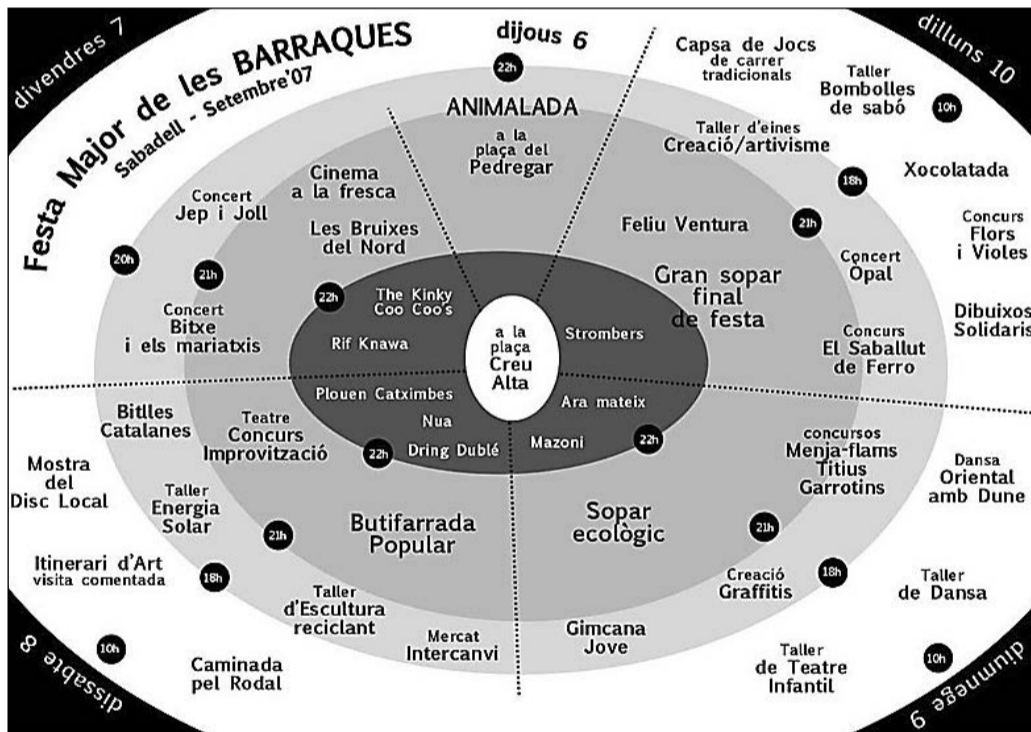 Festa Major de les BARRAQUES
Sabadell - Setembre'07
dijous 6
22h
ANIMALADA
a la
plaça del
Pedregar
divendres 7
20h
Concert
Jep i Joll
Concert
Bitxe
i els mariatxis
21h
Cinema
a la fresca
Les Bruixes
del Nord
22h
The Kinky
Coo Coo's
Rif Knawa
a la
plaça
Creu
Alta
dissabte 8
10h
Mostra
del
Disc Local
Itinerari d'Art
visita comentada
Caminada
pel Rodal
18h
Bitlles
Catalanes
Taller
Energia
Solar
Taller
d'Escultura
reciclant
Mercat
Intercanvi
21h
Teatre
Concurs
Improvització
Butifarrada
Popular
22h
Plouen Catximbes
Nua
Dring Dublé
diumnege 9
10h
Dansa
Oriental
amb Dune
Taller
de Dansa
Taller
de Teatre
Infantil
18h
concursos
Menja-flams
Titius
Garrotins
Creació
Graffitis
Gimcana
Jove
21h
Sopar
ecològic
22h
Ara mateix
Mazoni
dilluns 10
10h
Capsa de Jocs
de carrer
tradicionals
Taller
Bombolles
de sabó
Xocolatada
Concurs
Flors
i Violes
Dibuixos
Solidaris
18h
Taller d'eines
Creació/artivisme
Concert
Òpal
Concurs
El Saballut
de Ferro
21h
Feliu Ventura
Gran sopar
final
de festa
Strombers